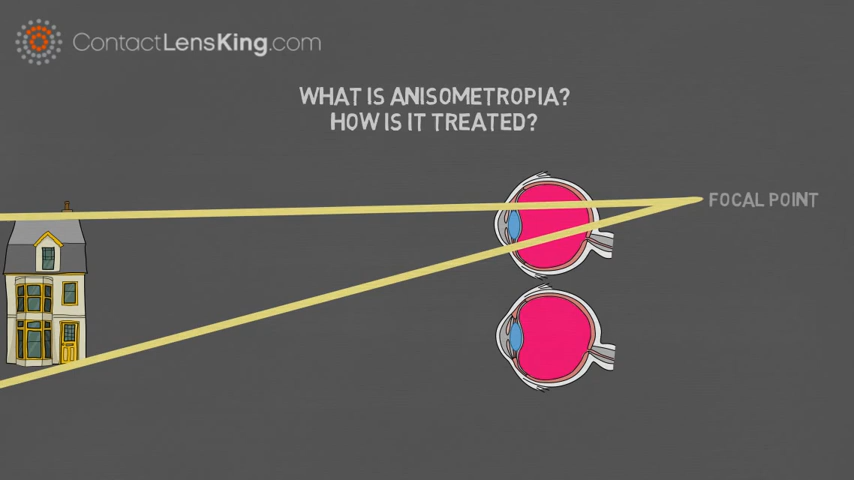 ContactLensKing.com
WHAT IS ANISOMETROPIA?
HOW IS IT TREATED?
FOCAL POINT